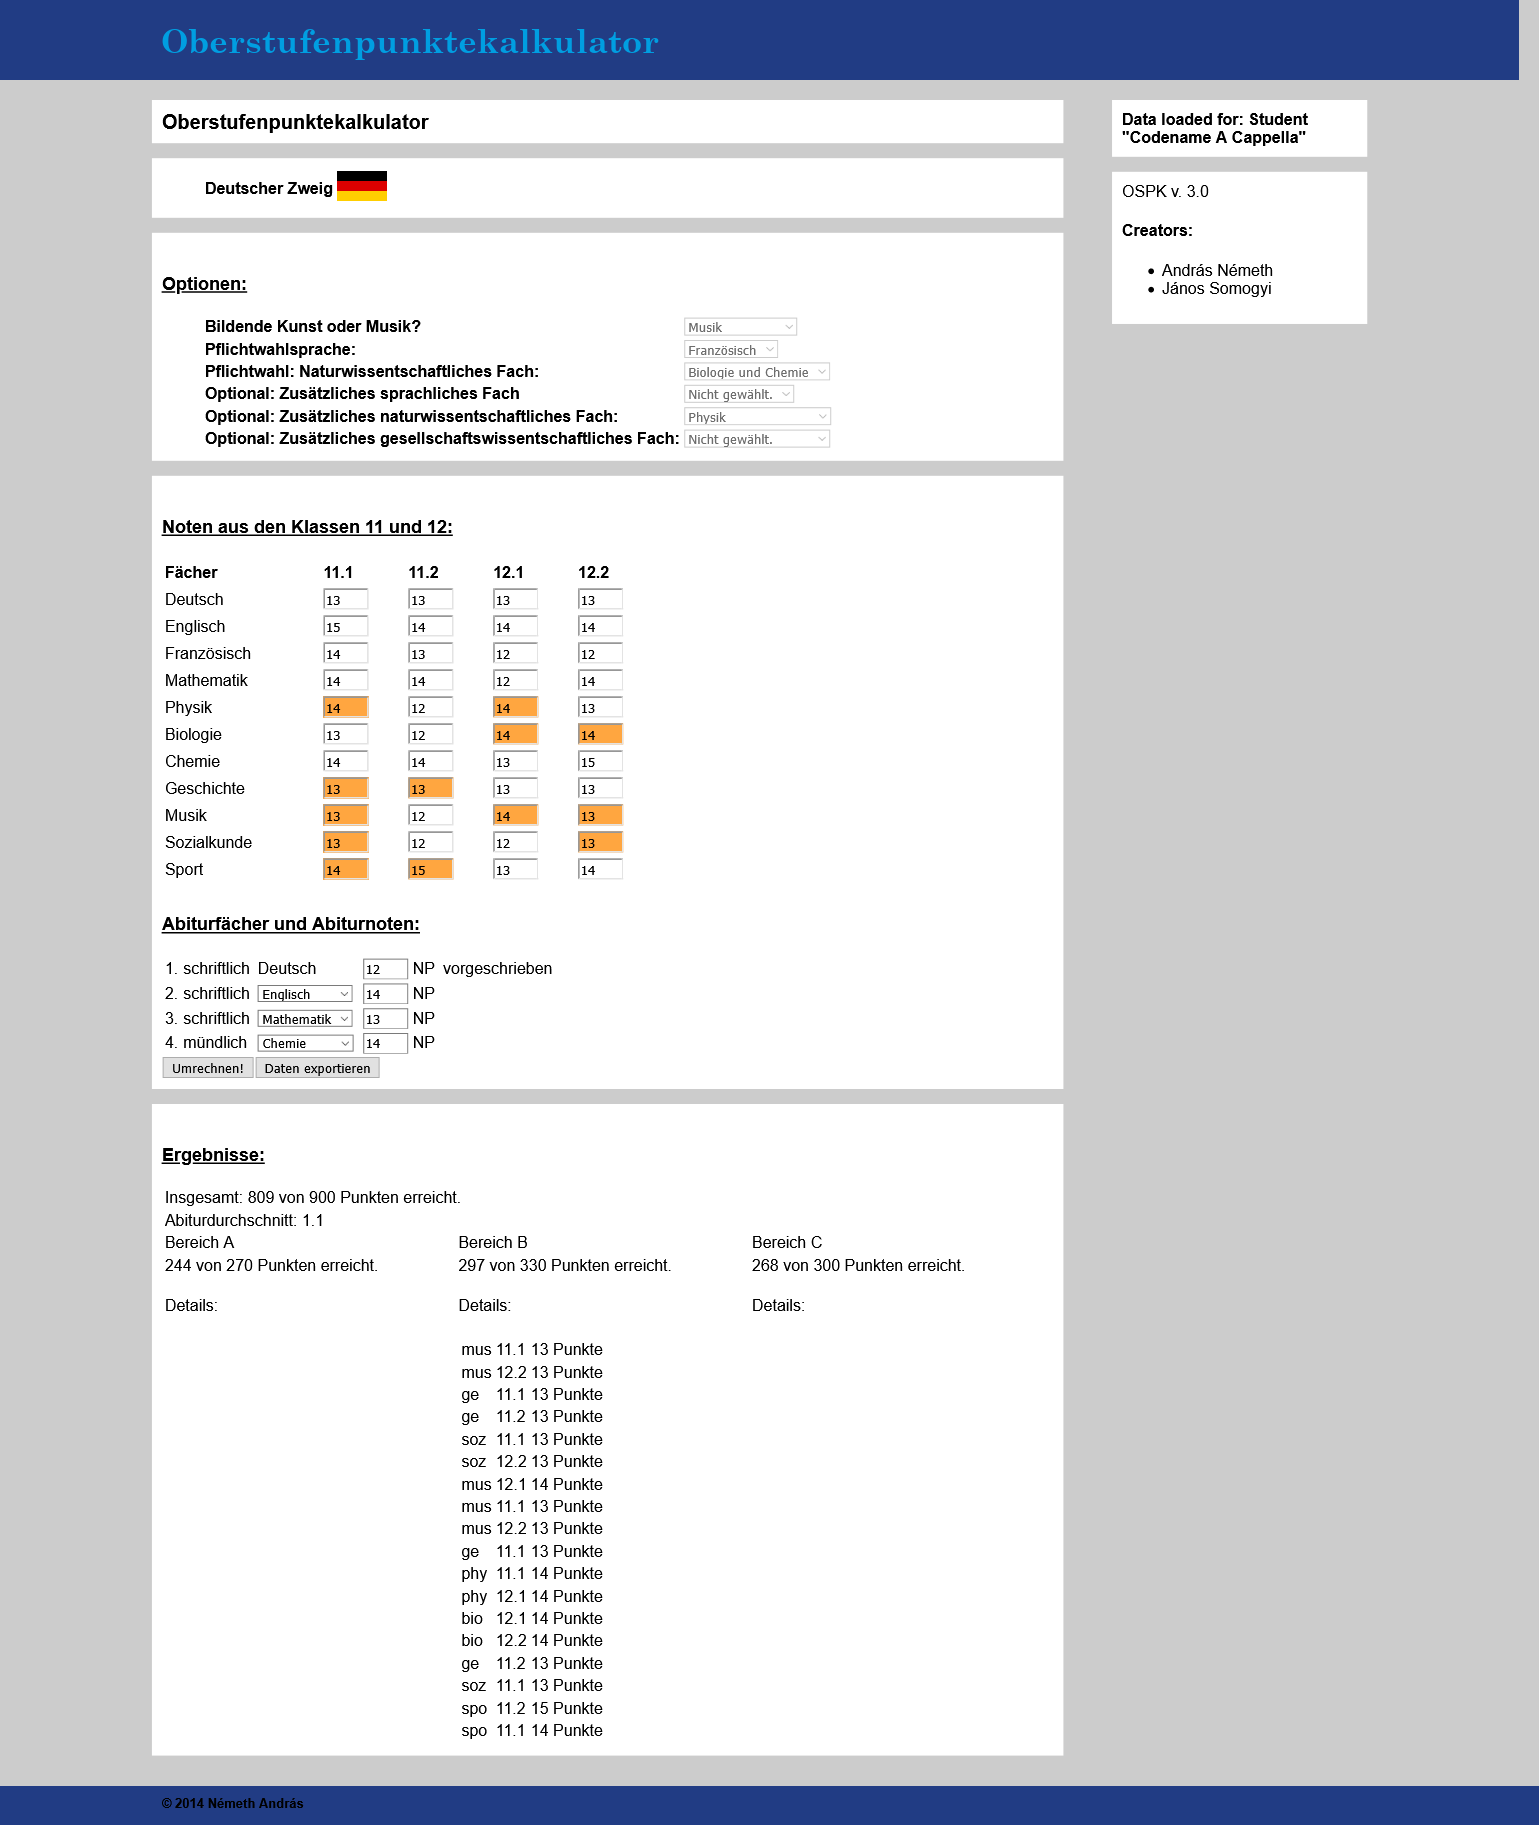 Oberstufenpunktekalkulator
Oberstufenpunktekalkulator
Deutscher Zweig
Optionen:
Bildende Kunst oder Musik? Musik
Pflichtwahlsprache: Französisch
Pflichtwahl: Naturwissentschaftliches Fach: Biologie und Chemie
Optional: Zusätzliches sprachliches Fach Nicht gewählt.
Optional: Zusätzliches naturwissentschaftliches Fach: Physik
Optional: Zusätzliches gesellschaftswissentschaftliches Fach: Nicht gewählt.
Noten aus den Klassen 11 und 12:
Fächer 11.1 11.2 12.1 12.2
Deutsch 13 13 13 13
Englisch 15 14 14 14
Französisch 14 13 12 12
Mathematik 14 14 12 14
Physik 14 12 14 13
Biologie 13 12 14 14
Chemie 14 14 13 15
Geschichte 13 13 13 13
Musik 13 12 14 13
Sozialkunde 13 12 12 13
Sport 14 15 13 14
Abiturfächer und Abiturnoten:
1. schriftlich Deutsch 12 NP vorgeschrieben
2. schriftlich Englisch 14 NP
3. schriftlich Mathematik 13 NP
4. mündlich Chemie 14 NP
Umrechnen! Daten exportieren
Ergebnisse:
Insgesamt: 809 von 900 Punkten erreicht.
Abiturdurchschnitt: 1.1
Bereich A Bereich B Bereich C
244 von 270 Punkten erreicht. 297 von 330 Punkten erreicht. 268 von 300 Punkten erreicht.
Details: Details: Details:
mus 11.1 13 Punkte
mus 12.2 13 Punkte
ge 11.1 13 Punkte
ge 11.2 13 Punkte
soz 11.1 13 Punkte
soz 12.2 13 Punkte
mus 12.1 14 Punkte
mus 11.1 13 Punkte
mus 12.2 13 Punkte
ge 11.1 13 Punkte
phy 11.1 14 Punkte
phy 12.1 14 Punkte
bio 12.1 14 Punkte
bio 12.2 14 Punkte
ge 11.2 13 Punkte
soz 11.1 13 Punkte
spo 11.2 15 Punkte
spo 11.1 14 Punkte
Data loaded for: Student
"Codename A Cappella"
OSPK v. 3.0
Creators:
• András Németh
• János Somogyi
© 2014 Németh András